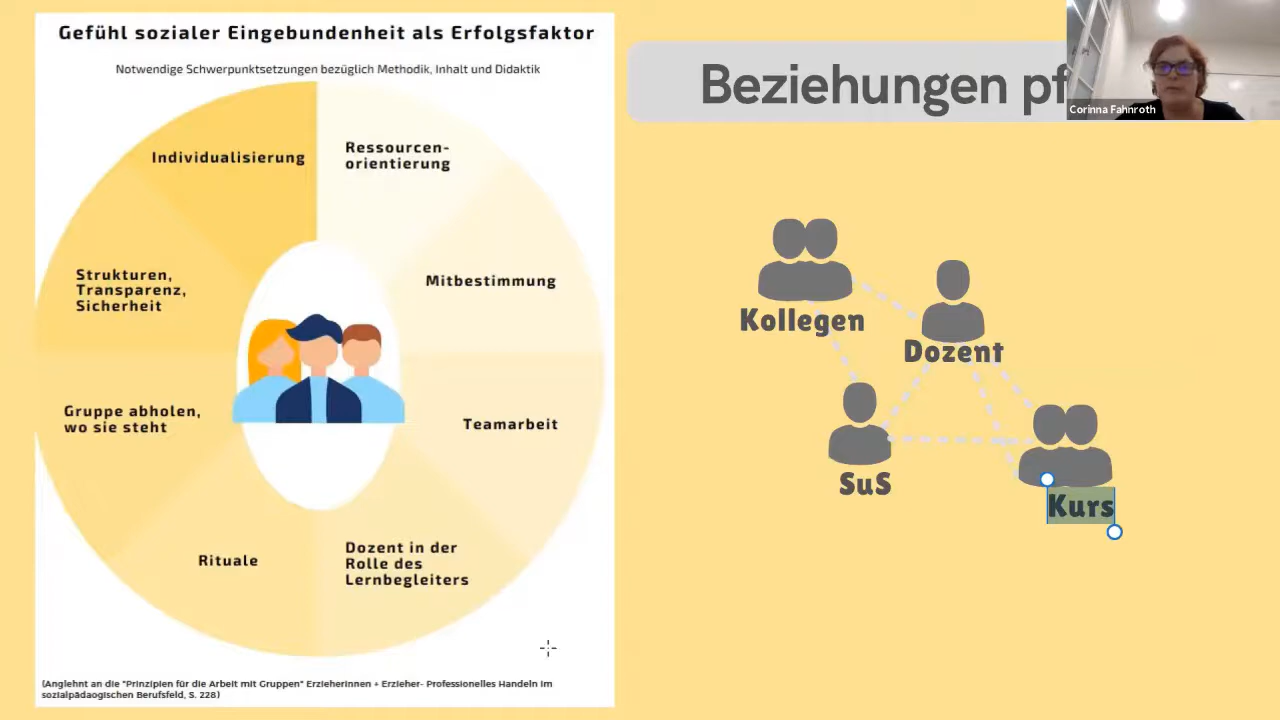 Gefühl sozialer Eingebundenheit als Erfolgsfaktor
Notwendige Schwerpunktsetzungen bezüglich Methodik, Inhalt und Didaktik
Individualisierung
Ressourcen-
orientierung
Strukturen,
Transparenz,
Sicherheit
Mitbestimmung
Gruppe abholen,
wo sie steht
Teamarbeit
Rituale
Dozent in der
Rolle des
Lernbegleiters
(Anglehnt an die "Prinzipien für die Arbeit mit Gruppen" Erzieherinnen + Erzieher- Professionelles Handeln im
sozialpädaogischen Berufsfeld, S. 228)
Beziehungen pf
Corinna Fahnroth
Kollegen
Dozent
SuS
Kurs